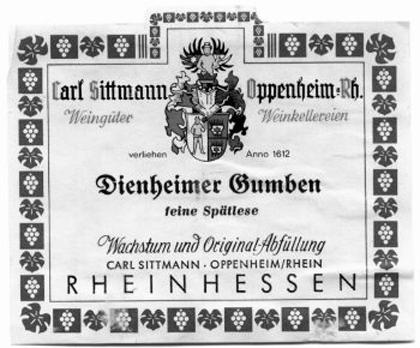 Carl Sittmann Oppenheim-Rh.
Weingüter Weinkellereien
verliehen Anno 1612
Dienheimer Gumben
feine Spätlese
Wachstum und Original-Abfüllung
CARL SITTMANN · OPPENHEIM/RHEIN
RHEINHESSEN